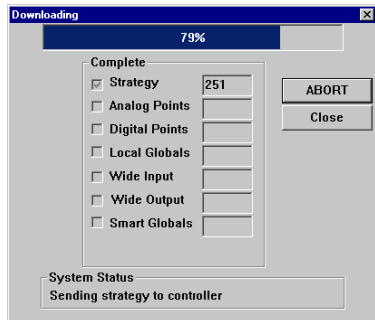 Downloading
79%
Complete
Strategy 251
ABORT
Analog Points
Close
Digital Points
Local Globals
Wide Input
Wide Output
Smart Globals
System Status
Sending strategy to controller